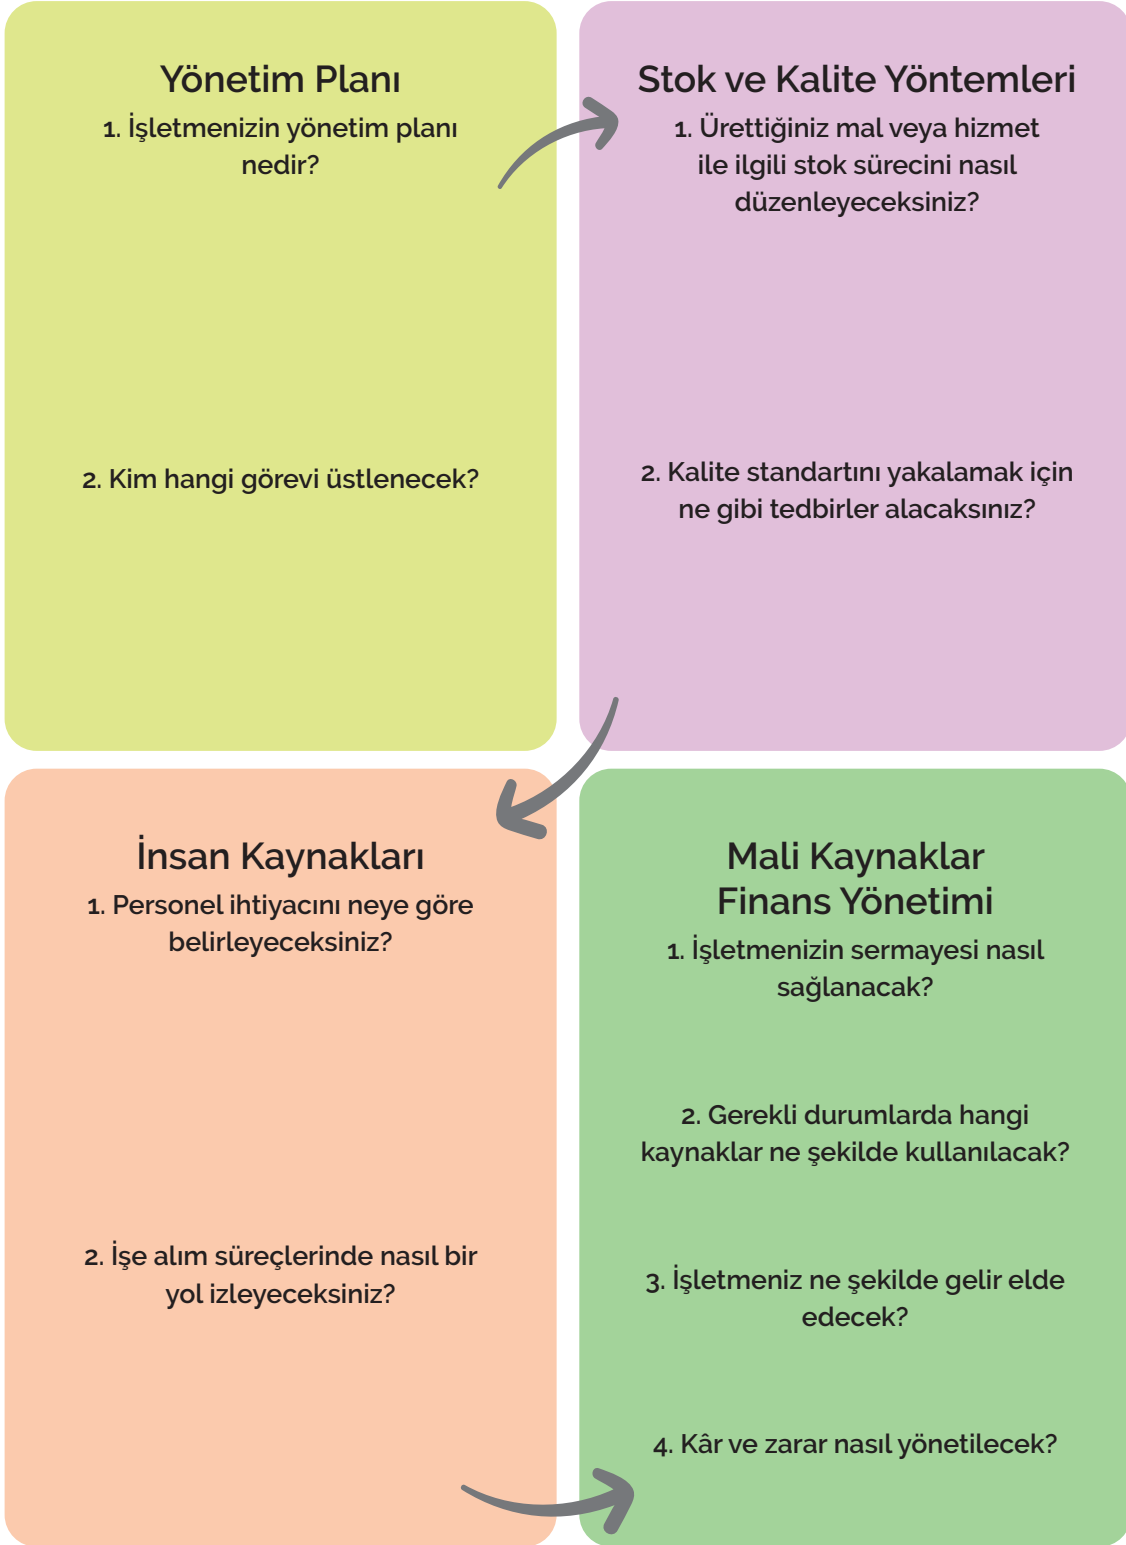 Yönetim Planı
1. İşletmenizin yönetim planı
nedir?
2. Kim hangi görevi üstlenecek?
Stok ve Kalite Yöntemleri
1. Ürettiğiniz mal veya hizmet
ile ilgili stok sürecini nasıl
düzenleyeceksiniz?
2. Kalite standartını yakalamak için
ne gibi tedbirler alacaksınız?
İnsan Kaynakları
1. Personel ihtiyacını neye göre
belirleyeceksiniz?
2. İşe alım süreçlerinde nasıl bir
yol izleyeceksiniz?
Mali Kaynaklar
Finans Yönetimi
1. İşletmenizin sermayesi nasıl
sağlanacak?
2. Gerekli durumlarda hangi
kaynaklar ne şekilde kullanılacak?
3. İşletmeniz ne şekilde gelir elde
edecek?
4. Kâr ve zarar nasıl yönetilecek?